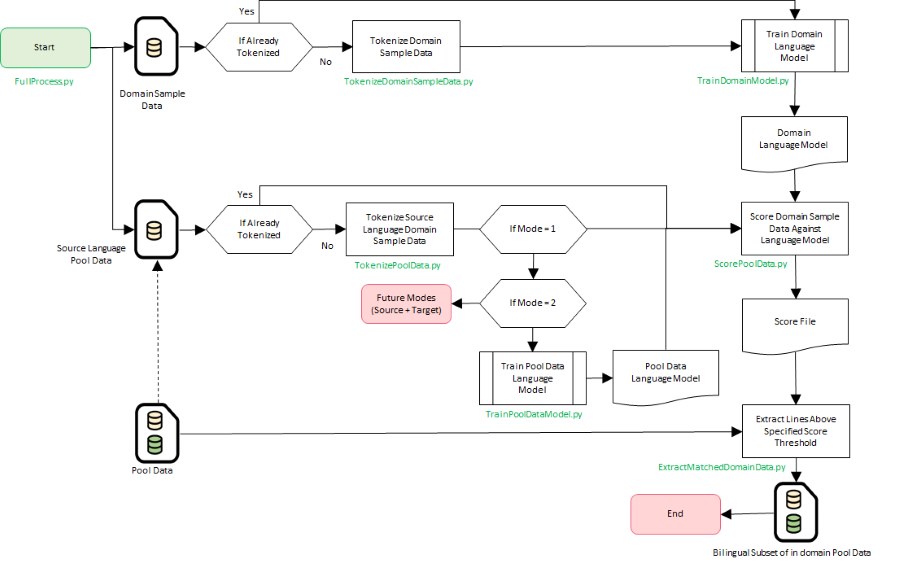 Yes
Start
If Already
Tokenized
No
Tokenize Domain
Sample Data
Train Domain
Language
Model
FullProcess.py
Domain Sample
Data
TokenizeDomainSampleData.py
TrainDomainModel.py
Domain
Language Model
Yes
Source Language
Pool Data
If Already
Tokenized
No
Tokenize Source
Language Domain
Sample Data
If Mode = 1
Score Domain Sample
Data Against
Language Model
TokenizePoolData.py
ScorePoolData.py
Future Modes
(Source + Target)
If Mode = 2
Score File
Train Pool Data
Language
Model
Pool Data
Language Model
TrainPoolDataModel.py
Pool Data
Extract Lines Above
Specified Score
Threshold
ExtractMatchedDomainData.py
End
Bilingual Subset of in domain Pool Data